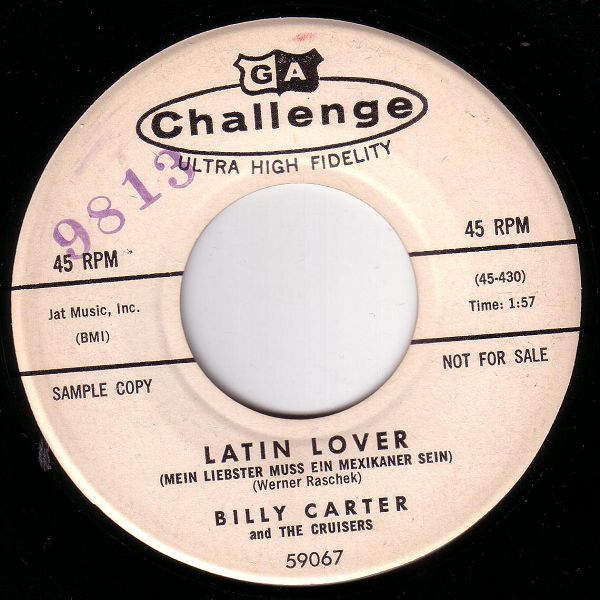 GA
Challenge
ULTRA HIGH FIDELITY
9813
45 RPM
45 RPM
Jat Music, Inc.
(BMI)
(45-430)
Time: 1:57
SAMPLE COPY
NOT FOR SALE
LATIN LOVER
(MEIN LIEBSTER MUSS EIN MEXIKANER SEIN)
(Werner Raschek)
BILLY CARTER
and THE CRUISERS
59067